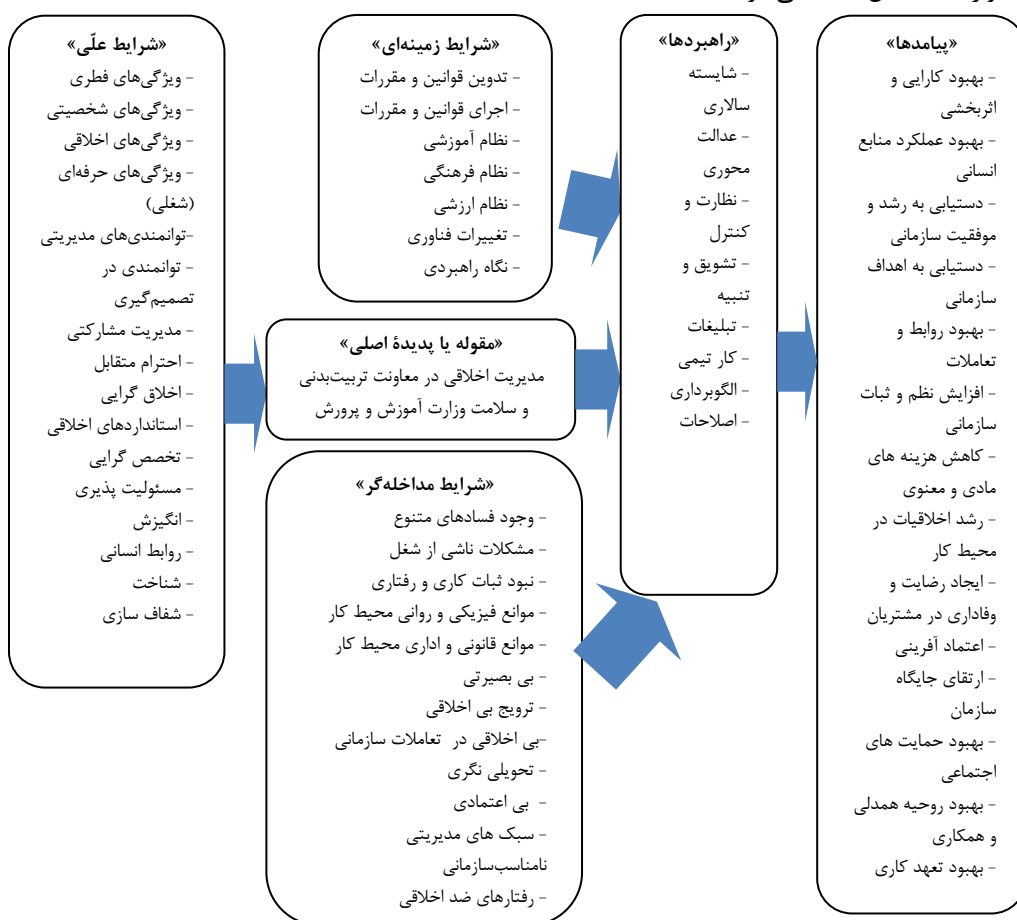 «شرایط علّی»
- ویژگی‌های فطری
- ویژگی‌های شخصیتی
- ویژگی‌های اخلاقی
- ویژگی‌های حرفه‌ای
(شغلی)
-توانمندی‌های مدیریتی
- توانمندی در
تصمیم‌گیری
- مدیریت مشارکتی
- احترام متقابل
- اخلاق گرایی
- استانداردهای اخلاقی
- تخصص گرایی
- مسئولیت پذیری
- انگیزش
- روابط انسانی
- شناخت
- شفاف سازی
«شرایط زمینه‌ای»
- تدوین قوانین و مقررات
- اجرای قوانین و مقررات
- نظام آموزشی
- نظام فرهنگی
- نظام ارزشی
- تغییرات فناوری
- نگاه راهبردی
«مقوله یا پدیدۀ اصلی»
مدیریت اخلاقی در معاونت تربیت‌بدنی
و سلامت وزارت آموزش و پرورش
«شرایط مداخله‌گر»
- وجود فسادهای متنوع
- مشکلات ناشی از شغل
- نبود ثبات کاری و رفتاری
- موانع فیزیکی و روانی محیط کار
- موانع قانونی و اداری محیط کار
- بی بصیرتی
- ترویج بی اخلاقی
-بی اخلاقی در تعاملات سازمانی
- تحویلی نگری
- بی اعتمادی
- سبک های مدیریتی
نامناسب‌سازمانی
- رفتارهای ضد اخلاقی
«راهبردها»
- شایسته
سالاری
- عدالت
محوری
- نظارت و
کنترل
- تشویق و
تنبیه
- تبلیغات
- کار تیمی
- الگوبرداری
- اصلاحات
«پیامدها»
- بهبود کارایی و
اثربخشی
- بهبود عملکرد منابع
انسانی
- دستیابی به رشد و
موفقیت سازمانی
- دستیابی به اهداف
سازمانی
- بهبود روابط و
تعاملات
- افزایش نظم و ثبات
سازمانی
- کاهش هزینه های
مادی و معنوی
- رشد اخلاقیات در
محیط کار
- ایجاد رضایت و
وفاداری در مشتریان
- اعتماد آفرینی
- ارتقای جایگاه
سازمان
- بهبود حمایت های
اجتماعی
- بهبود روحیه همدلی
و همکاری
- بهبود تعهد کاری